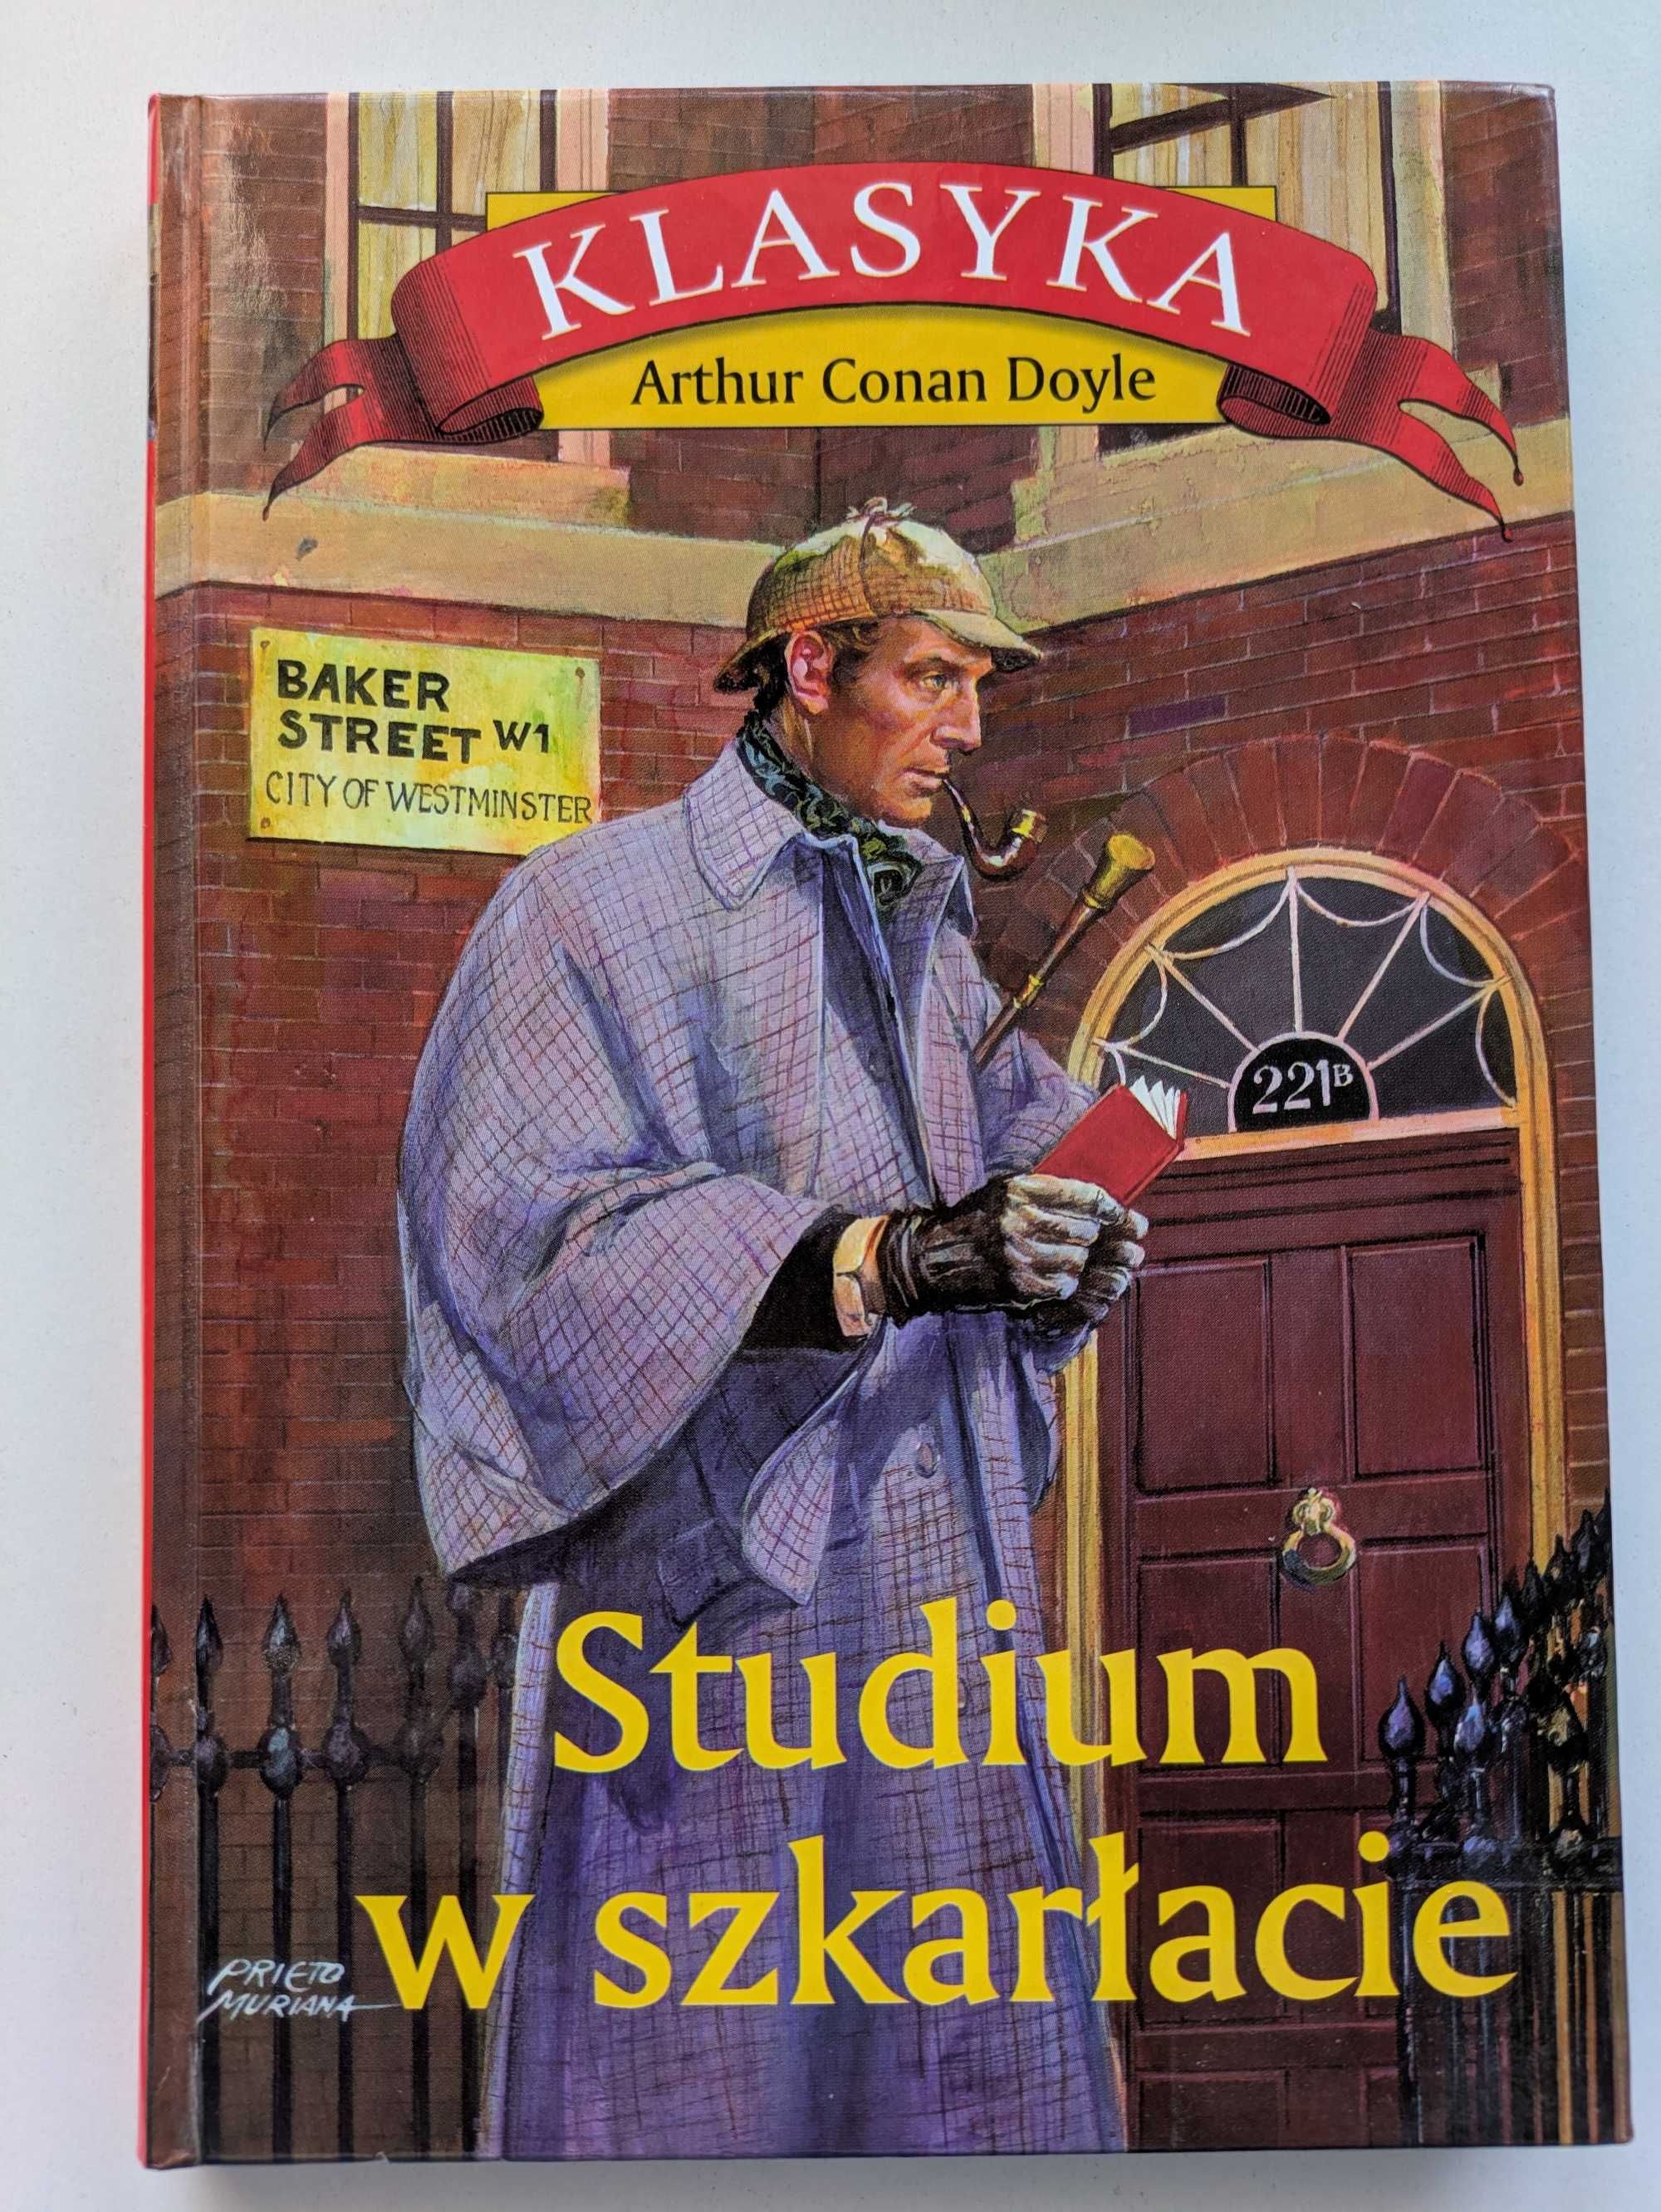 KLASYKA
Arthur Conan Doyle
BAKER
STREET W1
CITY OF WESTMINSTER
221B
Studium
w szkarłacie
PRIETO
MURIANA